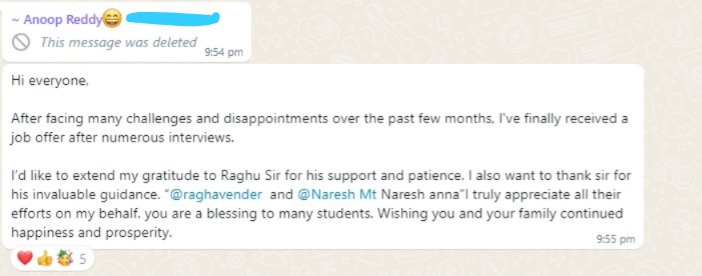 ~ Anoop Reddy😄
This message was deleted
9:54 pm
Hi everyone,
After facing many challenges and disappointments over the past few months, I've finally received a
job offer after numerous interviews.
I'd like to extend my gratitude to Raghu Sir for his support and patience. I also want to thank sir for
his invaluable guidance. "@raghavender and @Naresh Mt Naresh anna"I truly appreciate all their
efforts on my behalf. you are a blessing to many students. Wishing you and your family continued
happiness and prosperity.
9:55 pm
5